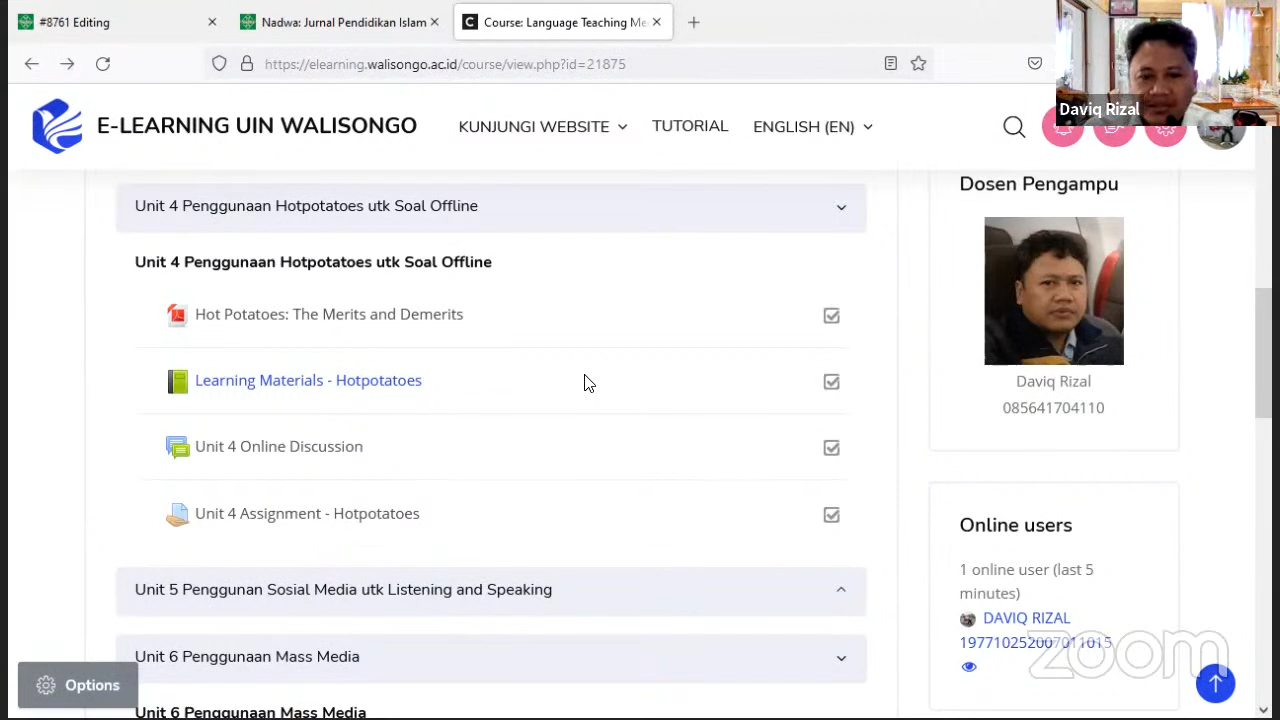 #8761 Editing
Nadwa: Jurnal Pendidikan Islam
Course: Language Teaching Me
https://elearning.walisongo.ac.id/course/view.php?id=21875
Daviq Rizal
E-LEARNING UIN WALISONGO
KUNJUNGI WEBSITE
TUTORIAL
ENGLISH (EN)
Unit 4 Penggunaan Hotpotatoes utk Soal Offline
Unit 4 Penggunaan Hotpotatoes utk Soal Offline
Hot Potatoes: The Merits and Demerits
Learning Materials - Hotpotatoes
Unit 4 Online Discussion
Unit 4 Assignment - Hotpotatoes
Unit 5 Penggunan Sosial Media utk Listening and Speaking
Unit 6 Penggunaan Mass Media
Unit 6 Penggunaan Mass Media
Options
Dosen Pengampu
Daviq Rizal
085641704110
Online users
1 online user (last 5
minutes)
DAVIQ RIZAL
197710252007011015
zoom